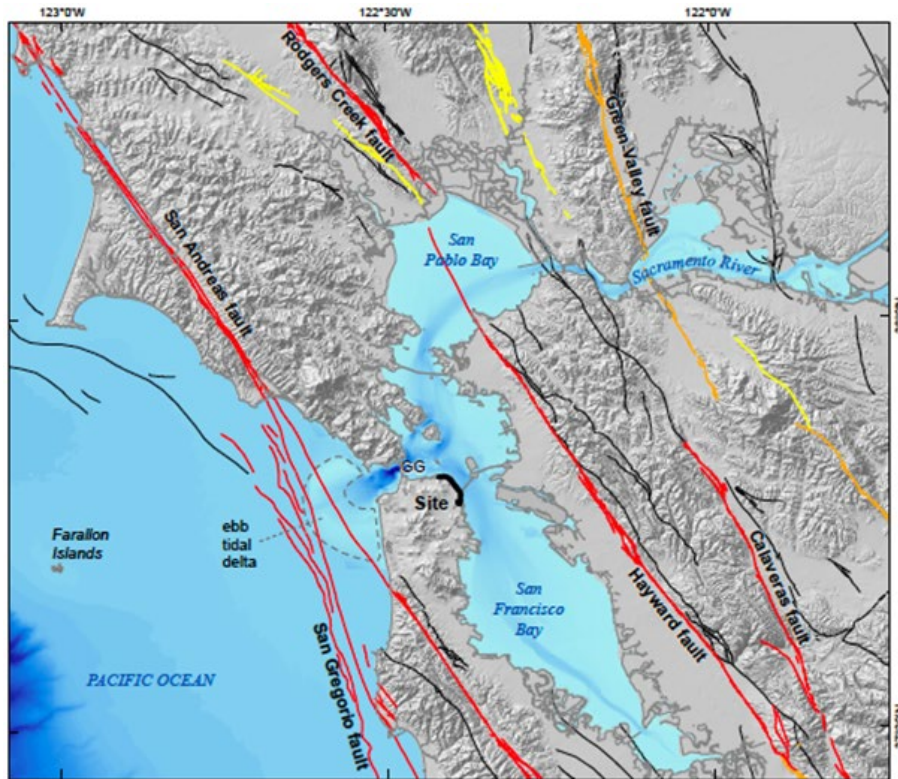 123°0'W
122°30'W
122°0'W
Rodgers Creek fault
Green Valley fault
San Andreas fault
San
Pablo Bay
Sacramento River
GG
Site
ebb
tidal
delta
Farallon
Islands
San
Francisco
Bay
Hayward fault
Calaveras fault
San Gregorio fault
PACIFIC OCEAN